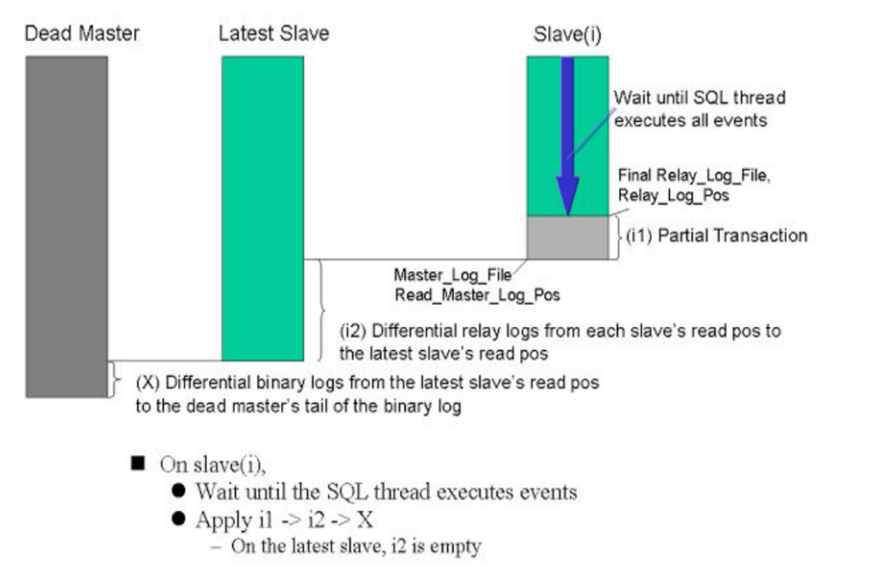 Dead Master
Latest Slave
Slave(i)
Wait until SQL thread
executes all events
Final Relay_Log_File,
Relay_Log_Pos
(i1) Partial Transaction
Master_Log_File
Read_Master_Log_Pos
(i2) Differential relay logs from each slave's read pos to
the latest slave's read pos
(X) Differential binary logs from the latest slave's read pos
to the dead master's tail of the binary log
■ On slave(i),
● Wait until the SQL thread executes events
● Apply i1 -> i2 -> X
– On the latest slave, i2 is empty